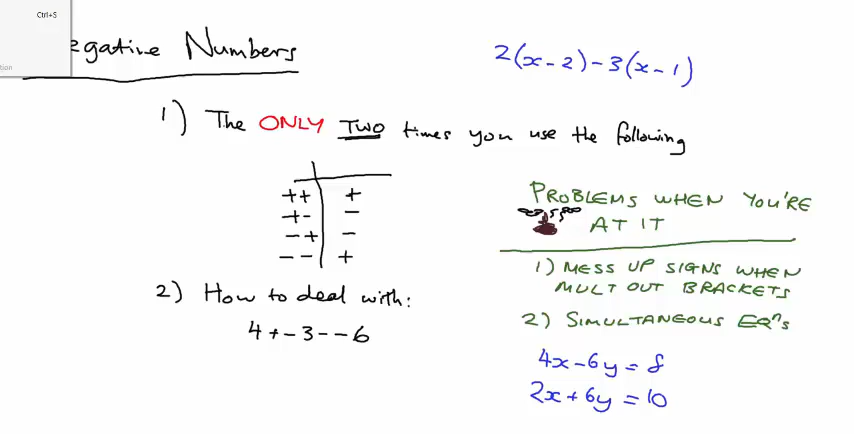 Ctrl+S
tion
egative Numbers
2(x-2)-3(x-1)
1) The ONLY TWO times you use the following
++ | +
+- | -
-+ | -
-- | +
2) How to deal with:
4+-3--6
PROBLEMS WHEN YOU'RE
AT IT
1) MESS UP SIGNS WHEN
MULT OUT BRACKETS
2) SIMULTANEOUS EQⁿs
4x-6y=8
2x+6y=10